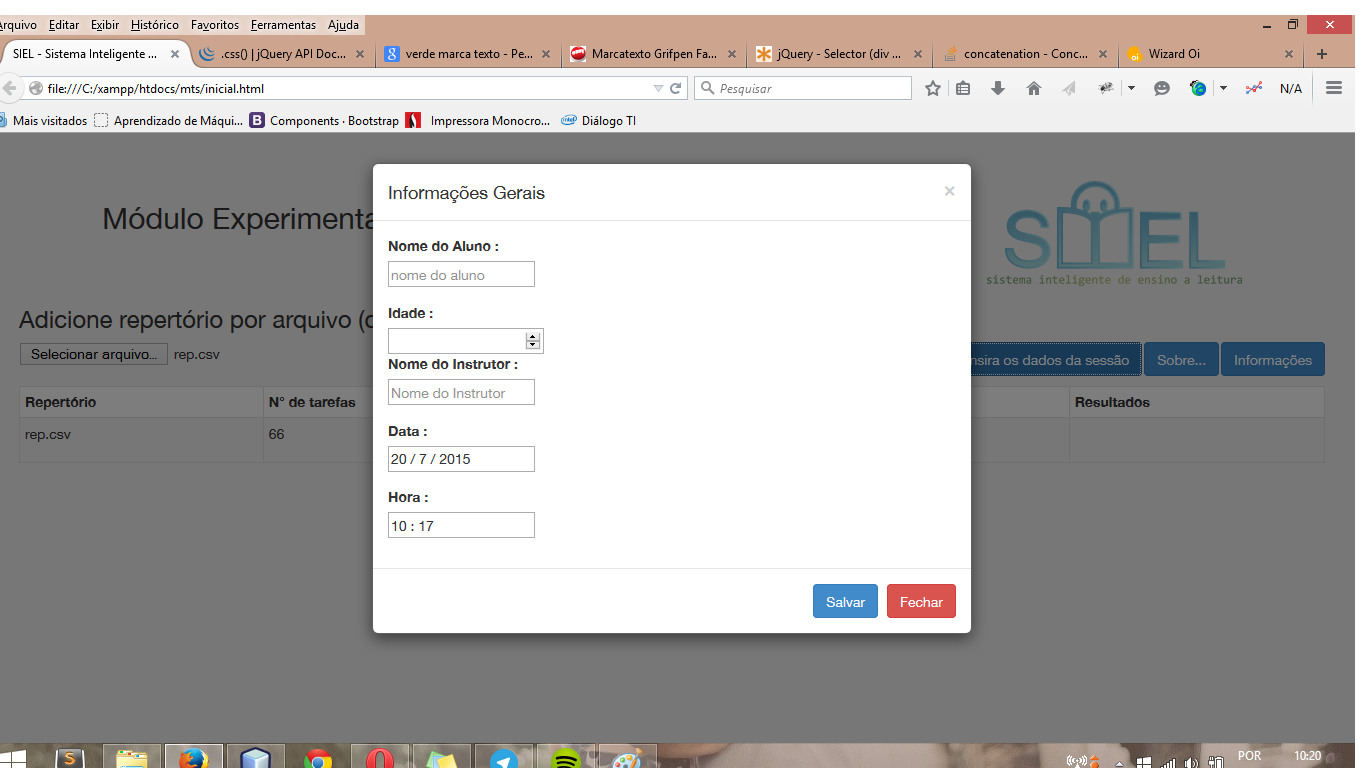 Arquivo Editar Exibir Histórico Favoritos Ferramentas Ajuda
SIEL - Sistema Inteligente ... × .css() | jQuery API Doc... × verde marca texto - Pe... × Marcatexto Grifpen Fa... × jQuery - Selector (div ... × concatenation - Conc... × Wizard Oi × +
file:///C:/xampp/htdocs/mts/inicial.html Pesquisar N/A
Mais visitados Aprendizado de Máqui... Components · Bootstrap Impressora Monocro... Diálogo TI
Informações Gerais ×
Módulo Experimenta
SIEL
sistema inteligente de ensino a leitura
Nome do Aluno :
nome do aluno
Idade :
Adicione repertório por arquivo (c
Selecionar arquivo... rep.csv
Nome do Instrutor :
Nome do Instrutor
nsira os dados da sessão Sobre... Informações
Repertório N° de tarefas Resultados
rep.csv 66
Data :
20 / 7 / 2015
Hora :
10 : 17
Salvar Fechar
POR 10:20